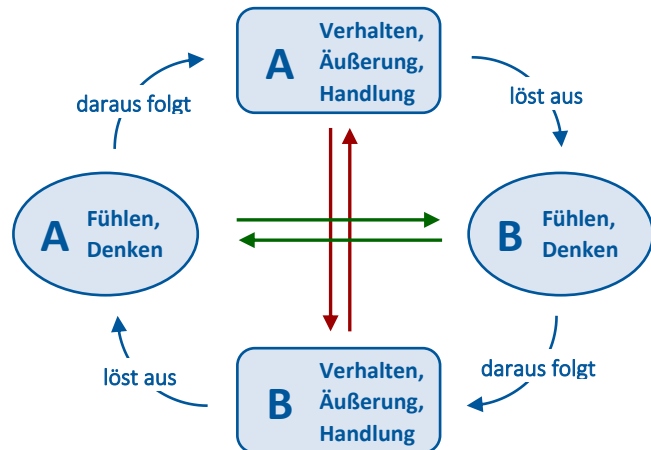 A
Verhalten,
Äußerung,
Handlung
daraus folgt
löst aus
A
Fühlen,
Denken
B
Fühlen,
Denken
löst aus
daraus folgt
B
Verhalten,
Äußerung,
Handlung